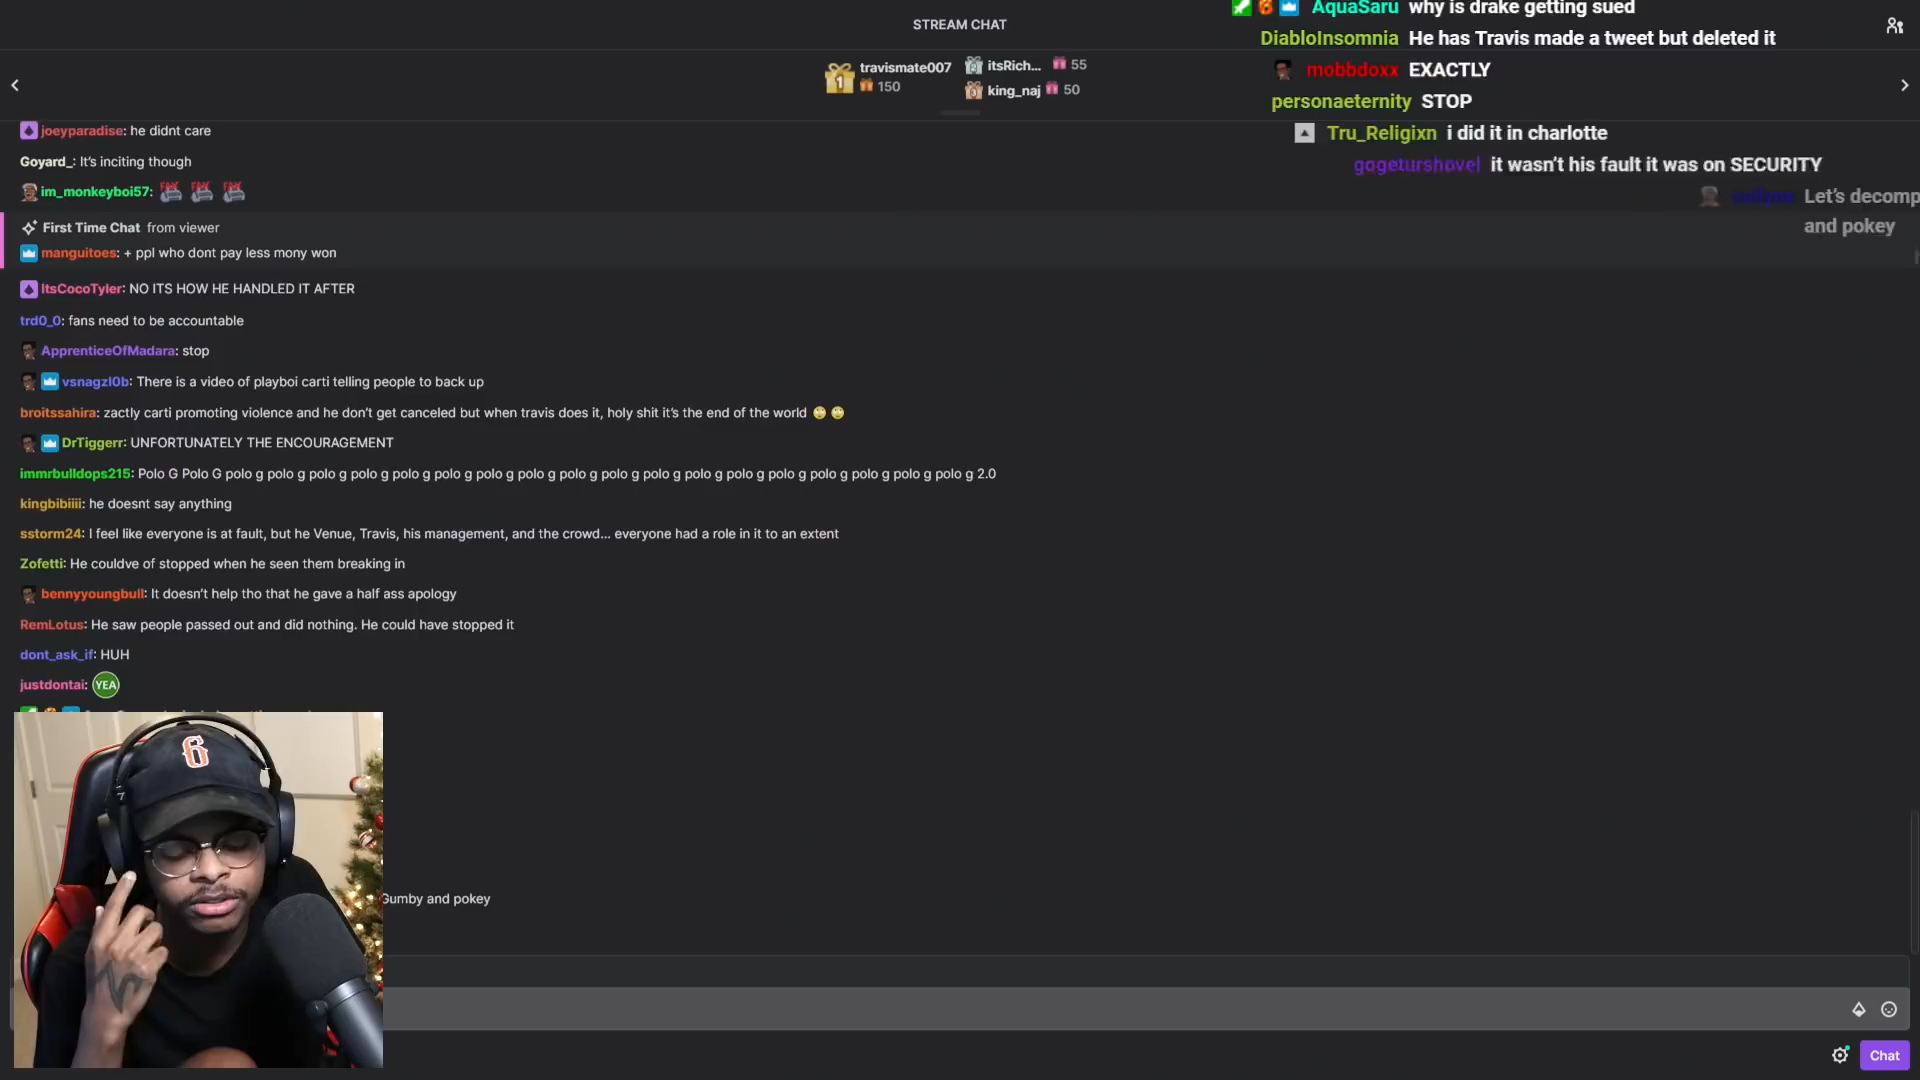 STREAM CHAT
travismate007
150
itsRich... 55
king_naj 50
joeyparadise: he didnt care
Goyard_: It's inciting though
im_monkeyboi57:
First Time Chat from viewer
manguitoes: + ppl who dont pay less mony won
ItsCocoTyler: NO ITS HOW HE HANDLED IT AFTER
trd0_0: fans need to be accountable
ApprenticeOfMadara: stop
vsnagzl0b: There is a video of playboi carti telling people to back up
broitssahira: zactly carti promoting violence and he don't get canceled but when travis does it, holy shit it's the end of the world
DrTiggerr: UNFORTUNATELY THE ENCOURAGEMENT
immrbulldops215: Polo G Polo G polo g polo g polo g polo g polo g polo g polo g polo g polo g polo g polo g polo g polo g polo g polo g polo g polo g polo g 2.0
kingbibiiii: he doesnt say anything
sstorm24: I feel like everyone is at fault, but he Venue, Travis, his management, and the crowd... everyone had a role in it to an extent
Zofetti: He couldve of stopped when he seen them breaking in
bennyyoungbull: It doesn't help tho that he gave a half ass apology
RemLotus: He saw people passed out and did nothing. He could have stopped it
dont_ask_if: HUH
justdontai: YEA
6
Gumby and pokey
Chat
AquaSaru why is drake getting sued
DiabloInsomnia He has Travis made a tweet but deleted it
mobbdoxx EXACTLY
personaeternity STOP
Tru_Religixn i did it in charlotte
gogeturshovel it wasn't his fault it was on SECURITY
Let's decomp
and pokey